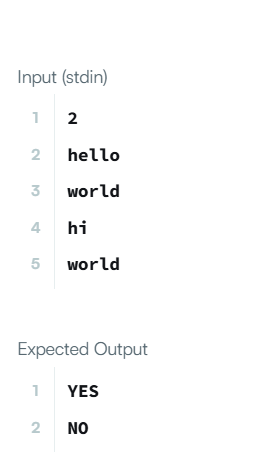 Input (stdin)
1 2
2 hello
3 world
4 hi
5 world
Expected Output
1 YES
2 NO